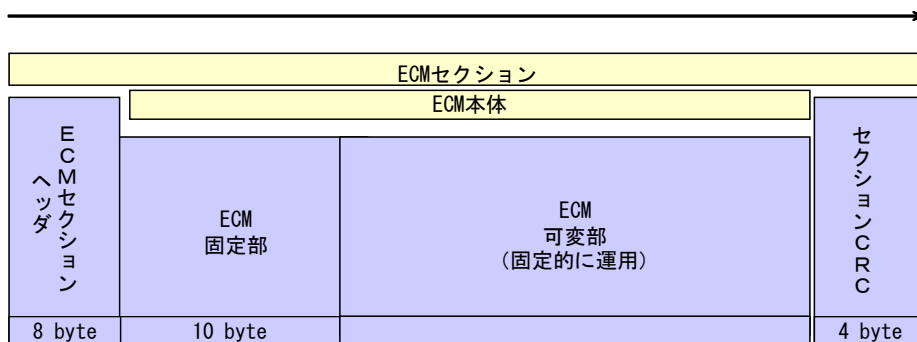 ECMセクション
ECM本体
ECMセクション
ヘッダ
ECM
固定部
ECM
可変部
(固定的に運用)
セクションCRC
8 byte
10 byte
4 byte